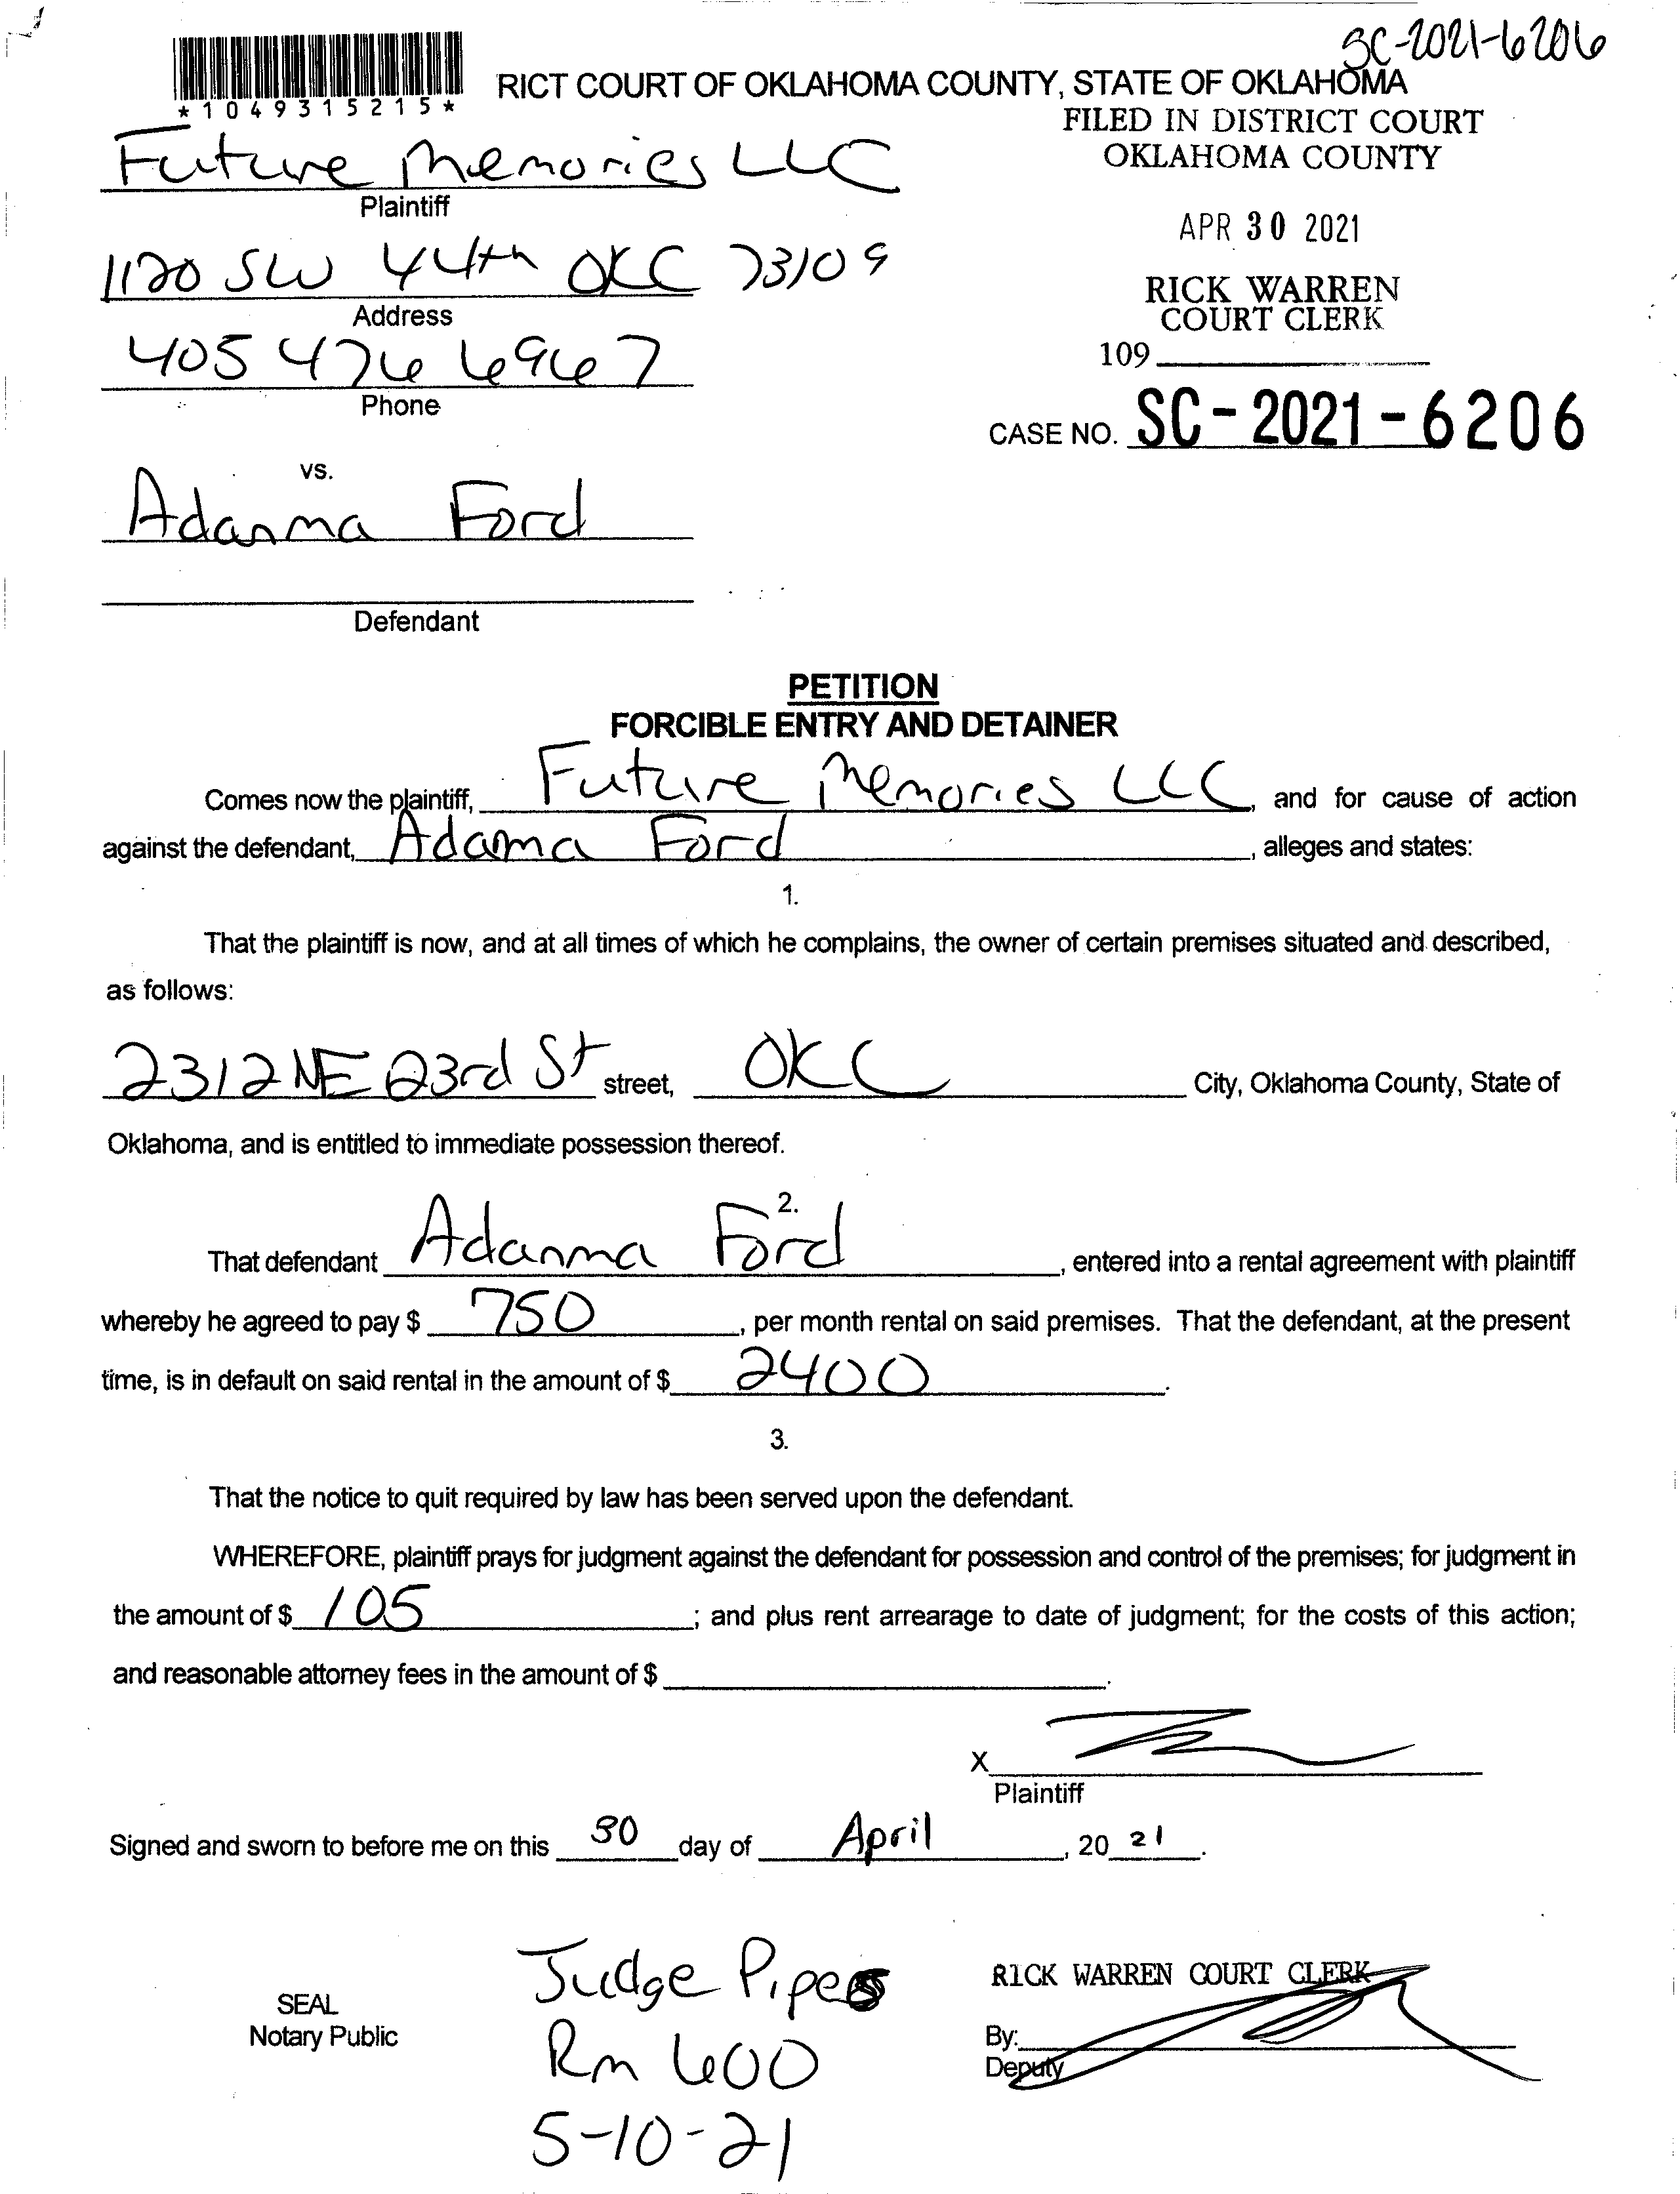 SC-2021-6206
*1049315215*
RICT COURT OF OKLAHOMA COUNTY, STATE OF OKLAHOMA
FILED IN DISTRICT COURT
OKLAHOMA COUNTY
Future Memories LLC
Plaintiff
APR 30 2021
1120 SW 44th OKC 73109
Address
RICK WARREN
COURT CLERK
405 476 6967
Phone
109
CASE NO. SC-2021-6206
vs.
Adanma Ford
Defendant
PETITION
FORCIBLE ENTRY AND DETAINER
Comes now the plaintiff, Future Memories LLC, and for cause of action
against the defendant, Adama Ford, alleges and states:
1.
That the plaintiff is now, and at all times of which he complains, the owner of certain premises situated and described,
as follows:
2312 NE 23rd St street, OKC City, Oklahoma County, State of
Oklahoma, and is entitled to immediate possession thereof.
2.
That defendant Adanma Ford, entered into a rental agreement with plaintiff
whereby he agreed to pay $ 750, per month rental on said premises. That the defendant, at the present
time, is in default on said rental in the amount of $ 2400.
3.
That the notice to quit required by law has been served upon the defendant.
WHEREFORE, plaintiff prays for judgment against the defendant for possession and control of the premises; for judgment in
the amount of $ 105; and plus rent arrearage to date of judgment; for the costs of this action;
and reasonable attorney fees in the amount of $ .
X
Plaintiff
Signed and sworn to before me on this 30 day of April, 20 21.
Judge Pipes
RICK WARREN COURT CLERK
SEAL
Notary Public
Rm 600
By:
Deputy
5-10-21